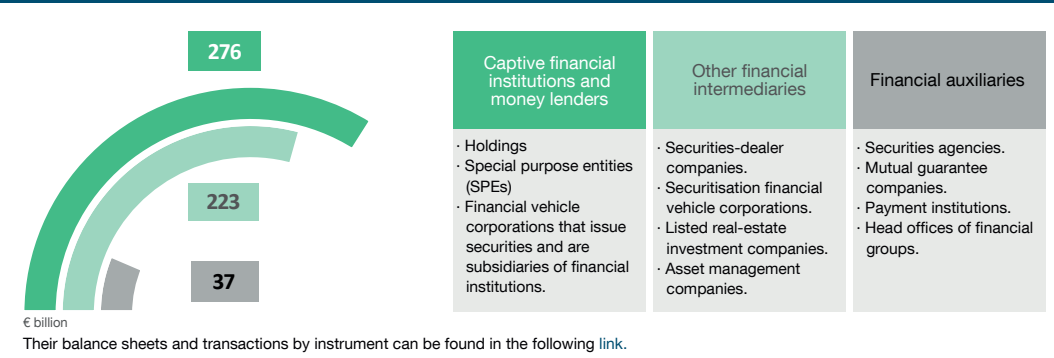 276
223
37
€ billion
Captive financial
institutions and
money lenders
· Holdings
· Special purpose entities
(SPEs)
· Financial vehicle
corporations that issue
securities and are
subsidiaries of financial
institutions.
Other financial
intermediaries
· Securities-dealer
companies.
· Securitisation financial
vehicle corporations.
· Listed real-estate
investment companies.
· Asset management
companies.
Financial auxiliaries
· Securities agencies.
· Mutual guarantee
companies.
· Payment institutions.
· Head offices of financial
groups.
Their balance sheets and transactions by instrument can be found in the following link.